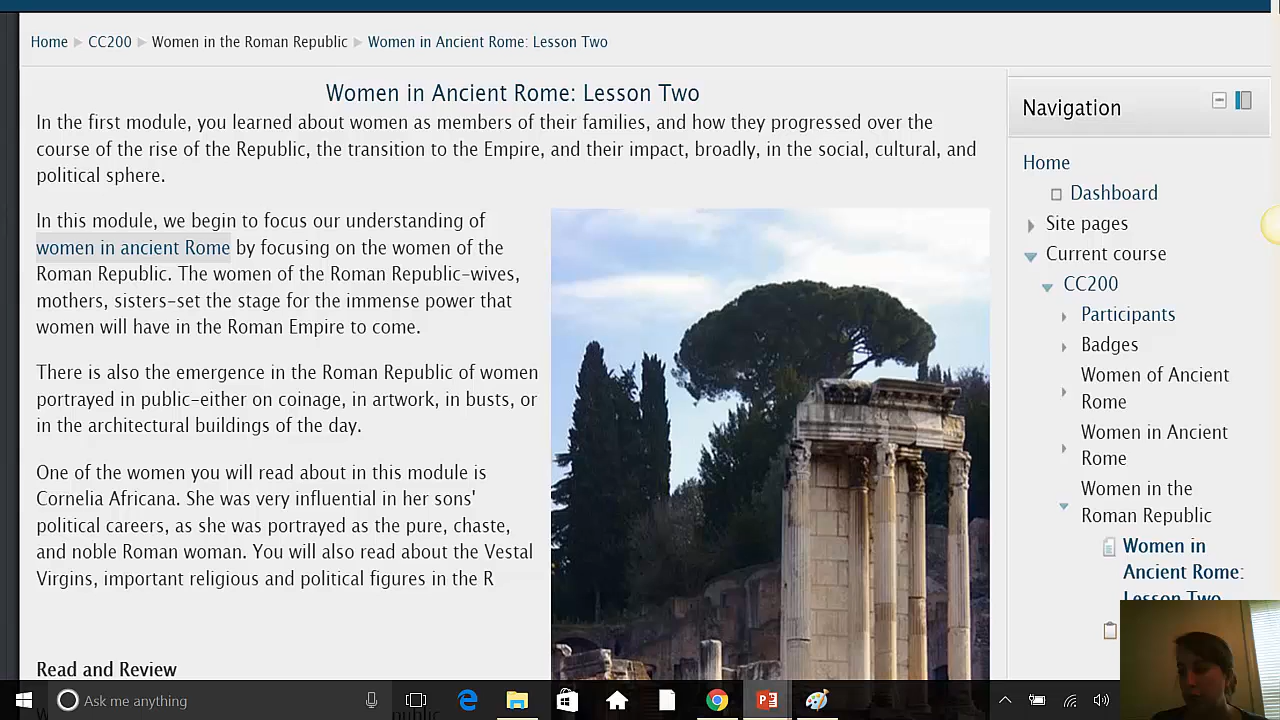 Home CC200 Women in the Roman Republic Women in Ancient Rome: Lesson Two
Women in Ancient Rome: Lesson Two
In the first module, you learned about women as members of their families, and how they progressed over the
course of the rise of the Republic, the transition to the Empire, and their impact, broadly, in the social, cultural, and
political sphere.
In this module, we begin to focus our understanding of
women in ancient Rome by focusing on the women of the
Roman Republic. The women of the Roman Republic–wives,
mothers, sisters–set the stage for the immense power that
women will have in the Roman Empire to come.
There is also the emergence in the Roman Republic of women
portrayed in public–either on coinage, in artwork, in busts, or
in the architectural buildings of the day.
One of the women you will read about in this module is
Cornelia Africana. She was very influential in her sons'
political careers, as she was portrayed as the pure, chaste,
and noble Roman woman. You will also read about the Vestal
Virgins, important religious and political figures in the R
Read and Review
Navigation
Home
Dashboard
Site pages
Current course
CC200
Participants
Badges
Women of Ancient
Rome
Women in Ancient
Rome
Women in the
Roman Republic
Women in
Ancient Rome:
Lesson Two
Ask me anything